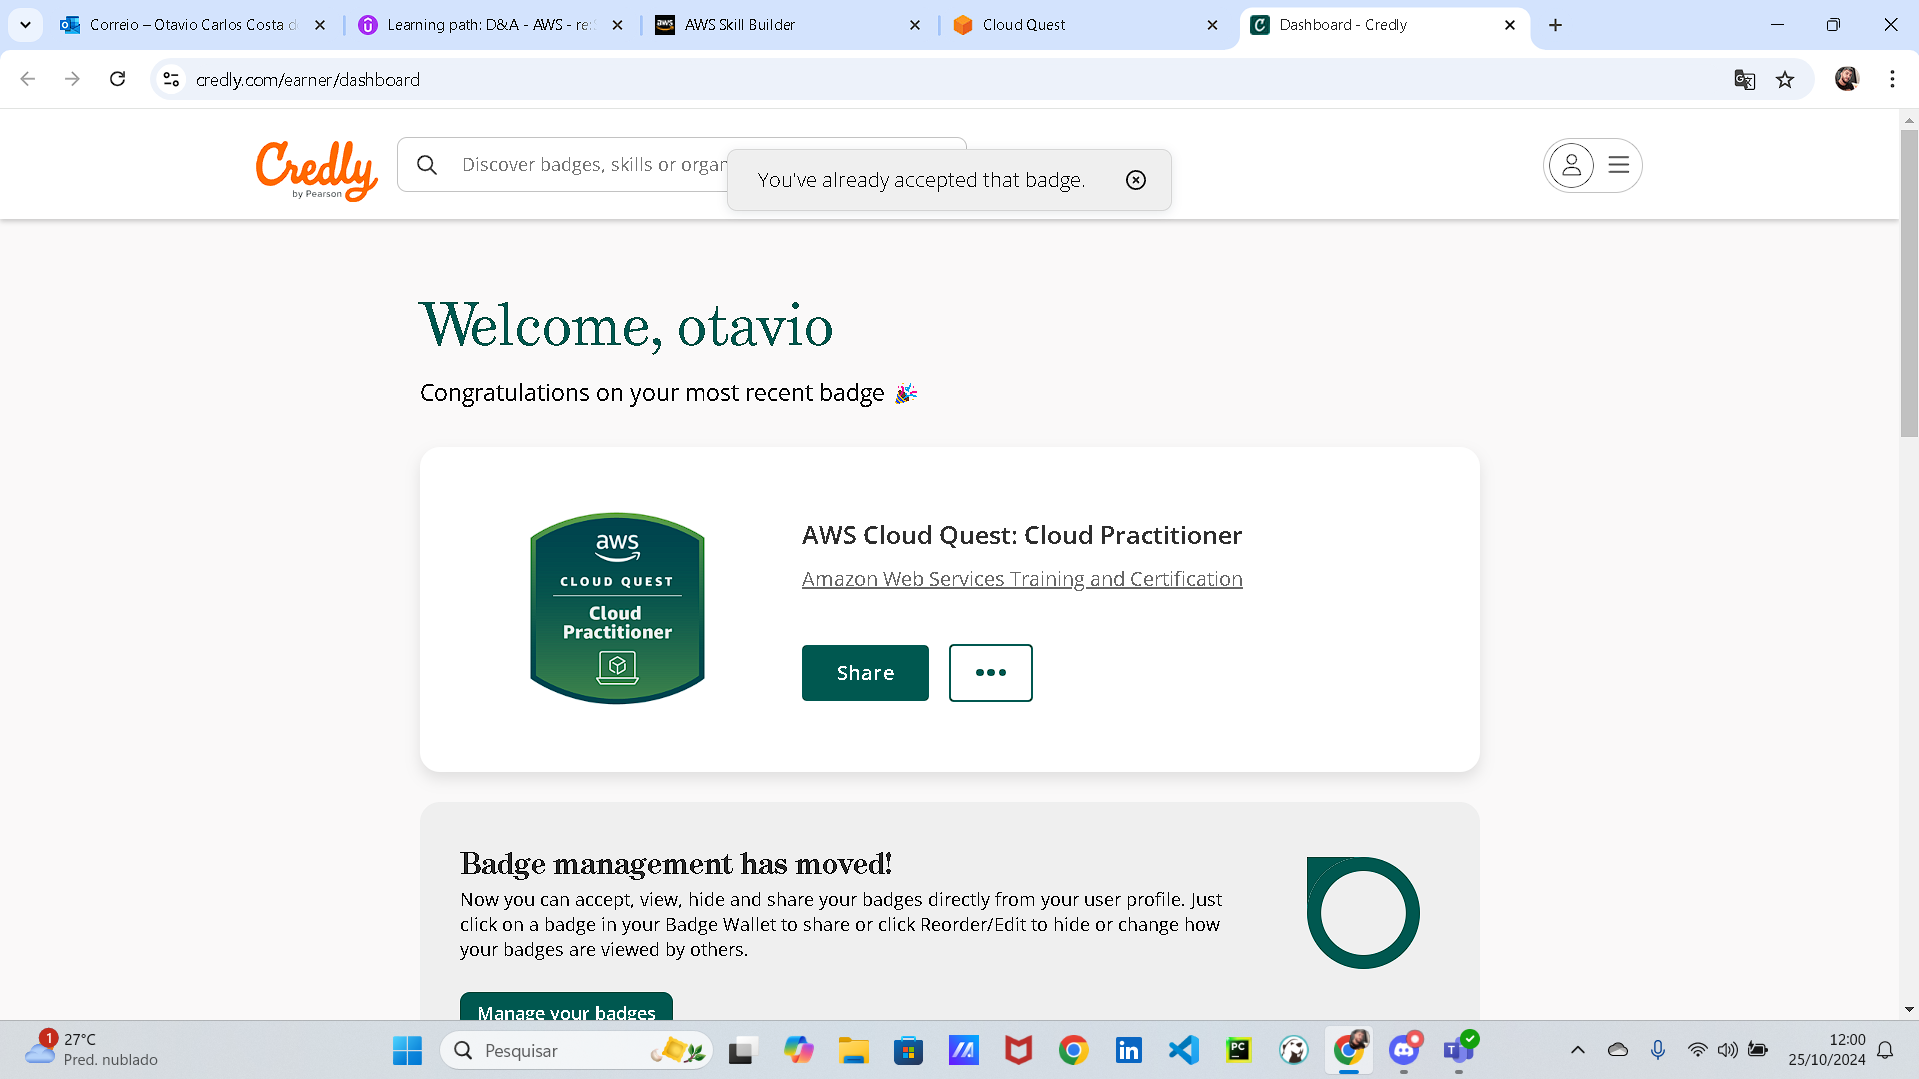 Correio – Otavio Carlos Costa d
Learning path: D&A - AWS - re:S
AWS Skill Builder
Cloud Quest
Dashboard - Credly
credly.com/earner/dashboard
Credly
by Pearson
Discover badges, skills or organ
You've already accepted that badge.
Welcome, otavio
Congratulations on your most recent badge
aws
CLOUD QUEST
Cloud
Practitioner
AWS Cloud Quest: Cloud Practitioner
Amazon Web Services Training and Certification
Share
Badge management has moved!
Now you can accept, view, hide and share your badges directly from your user profile. Just
click on a badge in your Badge Wallet to share or click Reorder/Edit to hide or change how
your badges are viewed by others.
Manage your badges
1
27°C
Pred. nublado
Pesquisar
12:00
25/10/2024